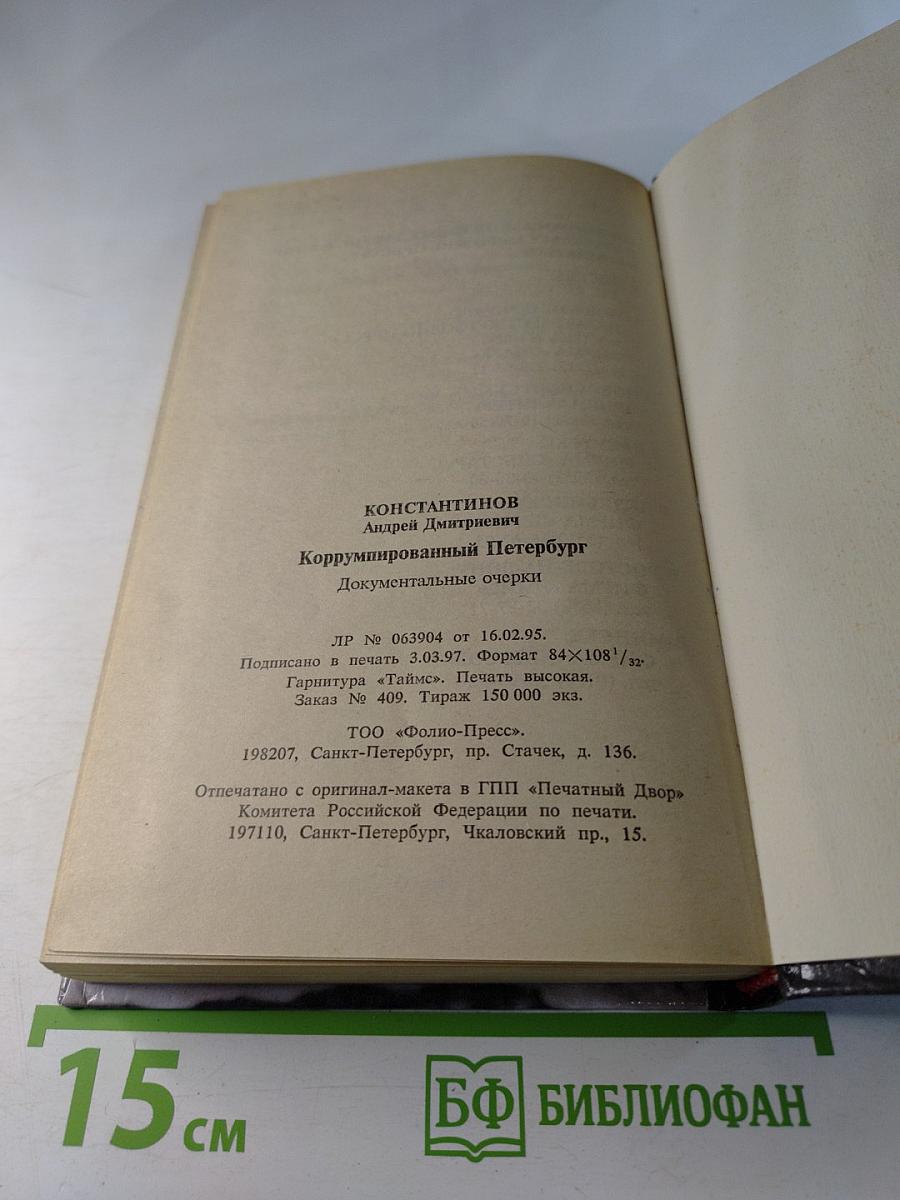 КОНСТАНТИНОВ
Андрей Дмитриевич
Коррумпированный Петербург
Документальные очерки
ЛР № 063904 от 16.02.95.
Подписано в печать 3.03.97. Формат 84×108¹/₃₂.
Гарнитура «Таймс». Печать высокая.
Заказ № 409. Тираж 150 000 экз.
ТОО «Фолио-Пресс».
198207, Санкт-Петербург, пр. Стачек, д. 136.
Отпечатано с оригинал-макета в ГПП «Печатный Двор»
Комитета Российской Федерации по печати.
197110, Санкт-Петербург, Чкаловский пр., 15.
15 см
БФ БИБЛИОФАН